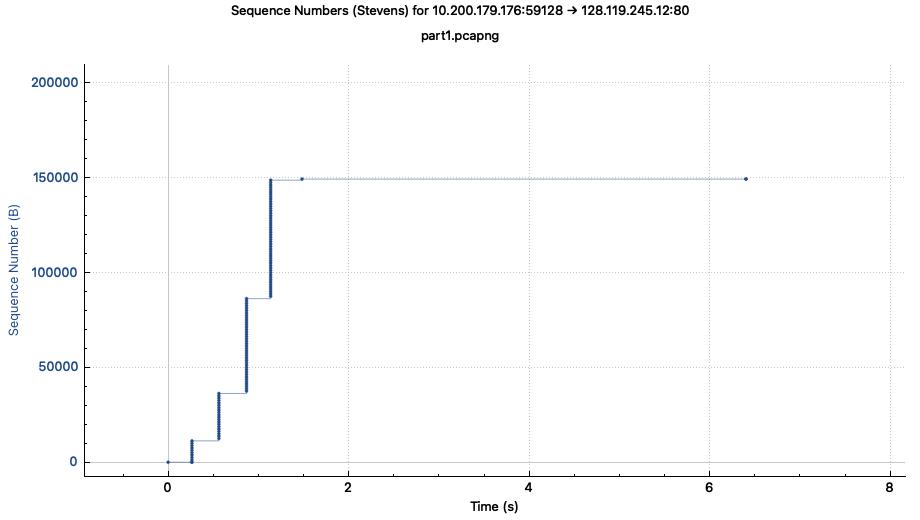 Sequence Numbers (Stevens) for 10.200.179.176:59128 → 128.119.245.12:80
part1.pcapng
200000
150000
100000
50000
0
Sequence Number (B)
0 2 4 6 8
Time (s)